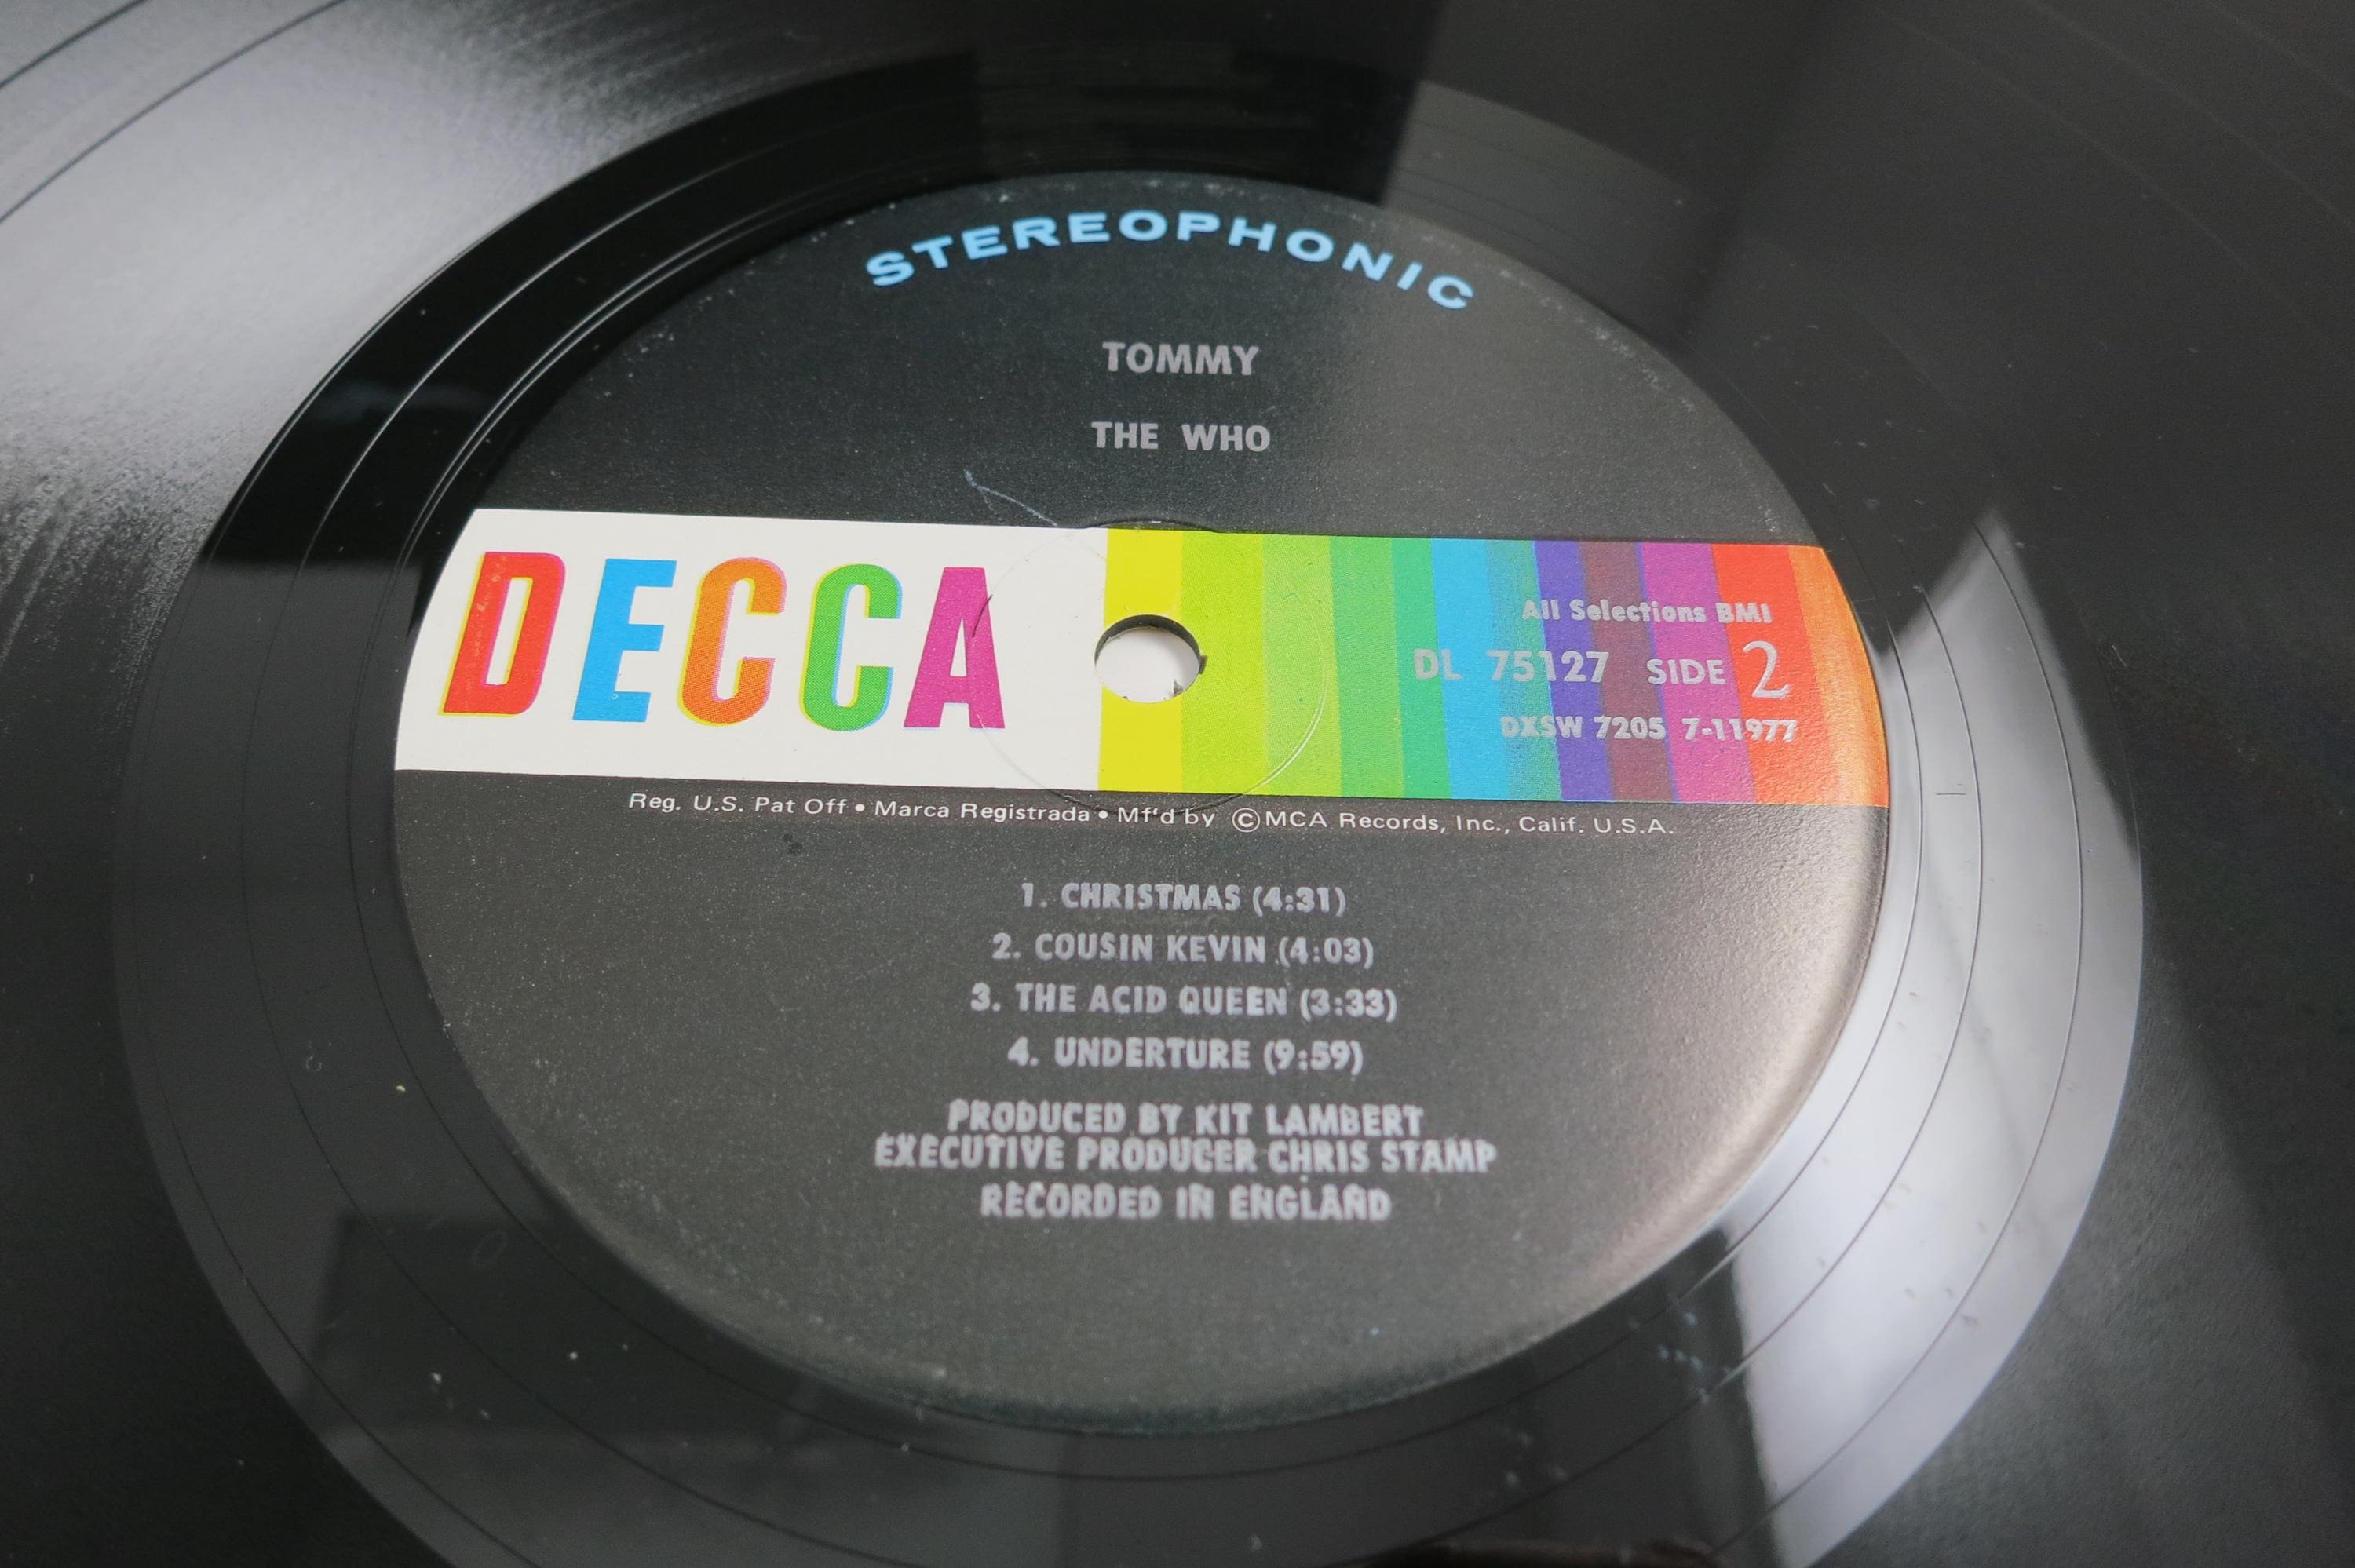 STEREOPHONIC
TOMMY
THE WHO
DECCA
All Selections BMI
DL 75127 SIDE 2
DXSW 7205 7-11977
Reg. U.S. Pat Off • Marca Registrada • Mf'd by ©MCA Records, Inc., Calif. U.S.A.
1. CHRISTMAS (4:31)
2. COUSIN KEVIN (4:03)
3. THE ACID QUEEN (3:33)
4. UNDERTURE (9:59)
PRODUCED BY KIT LAMBERT
EXECUTIVE PRODUCER CHRIS STAMP
RECORDED IN ENGLAND